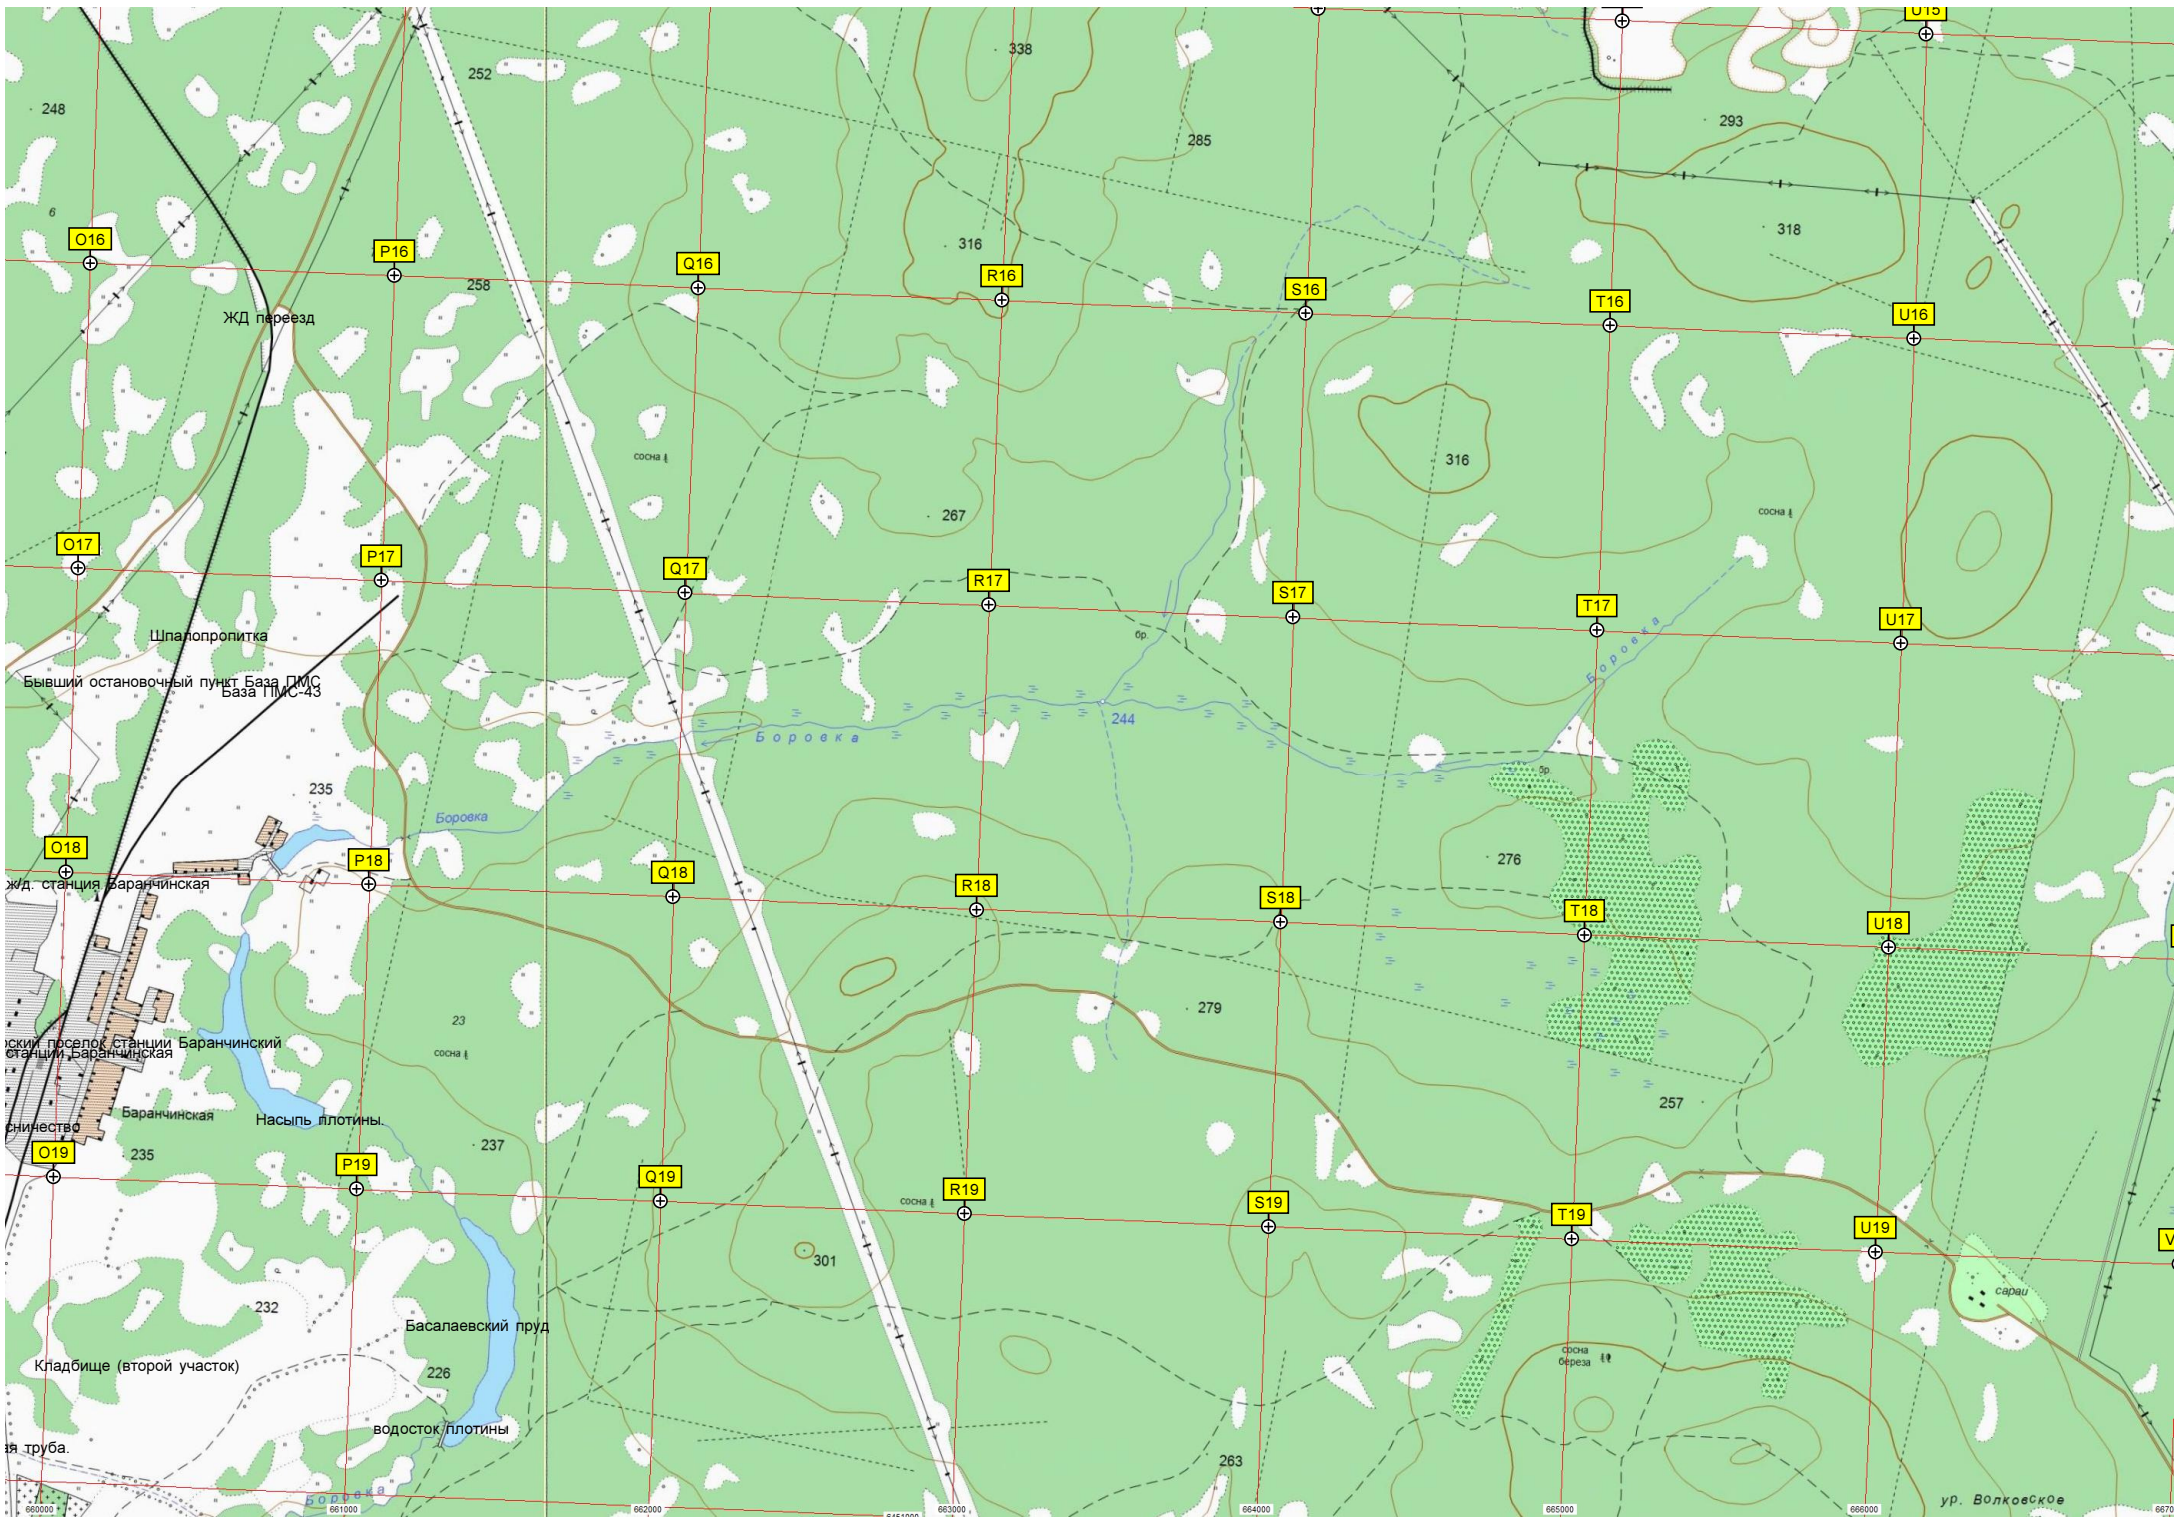 U15
338
252
248
293
285
6
O16
P16
Q16
R16
S16
T16
U16
316
318
258
ЖД переезд
сосна
316
267
сосна
O17
P17
Q17
R17
S17
T17
U17
Шпалопропитка
бр.
Боровка
Бывший остановочный пункт База ПМС
База ПМС-43
244
Боровка
бр.
235
Боровка
276
O18
P18
Q18
R18
S18
T18
U18
ж/д. станция Баранчинская
279
23
сосна
поселок станции Баранчинский
станции Баранчинская
257
Баранчинская
Насыпь плотины.
237
235
O19
P19
Q19
R19
S19
T19
U19
V
сосна
301
сараи
232
Басалаевский пруд
сосна
береза
Кладбище (второй участок)
226
водосток плотины
труба.
263
Боровка
ур. Волковское
660000
661000
662000
663000
664000
665000
666000